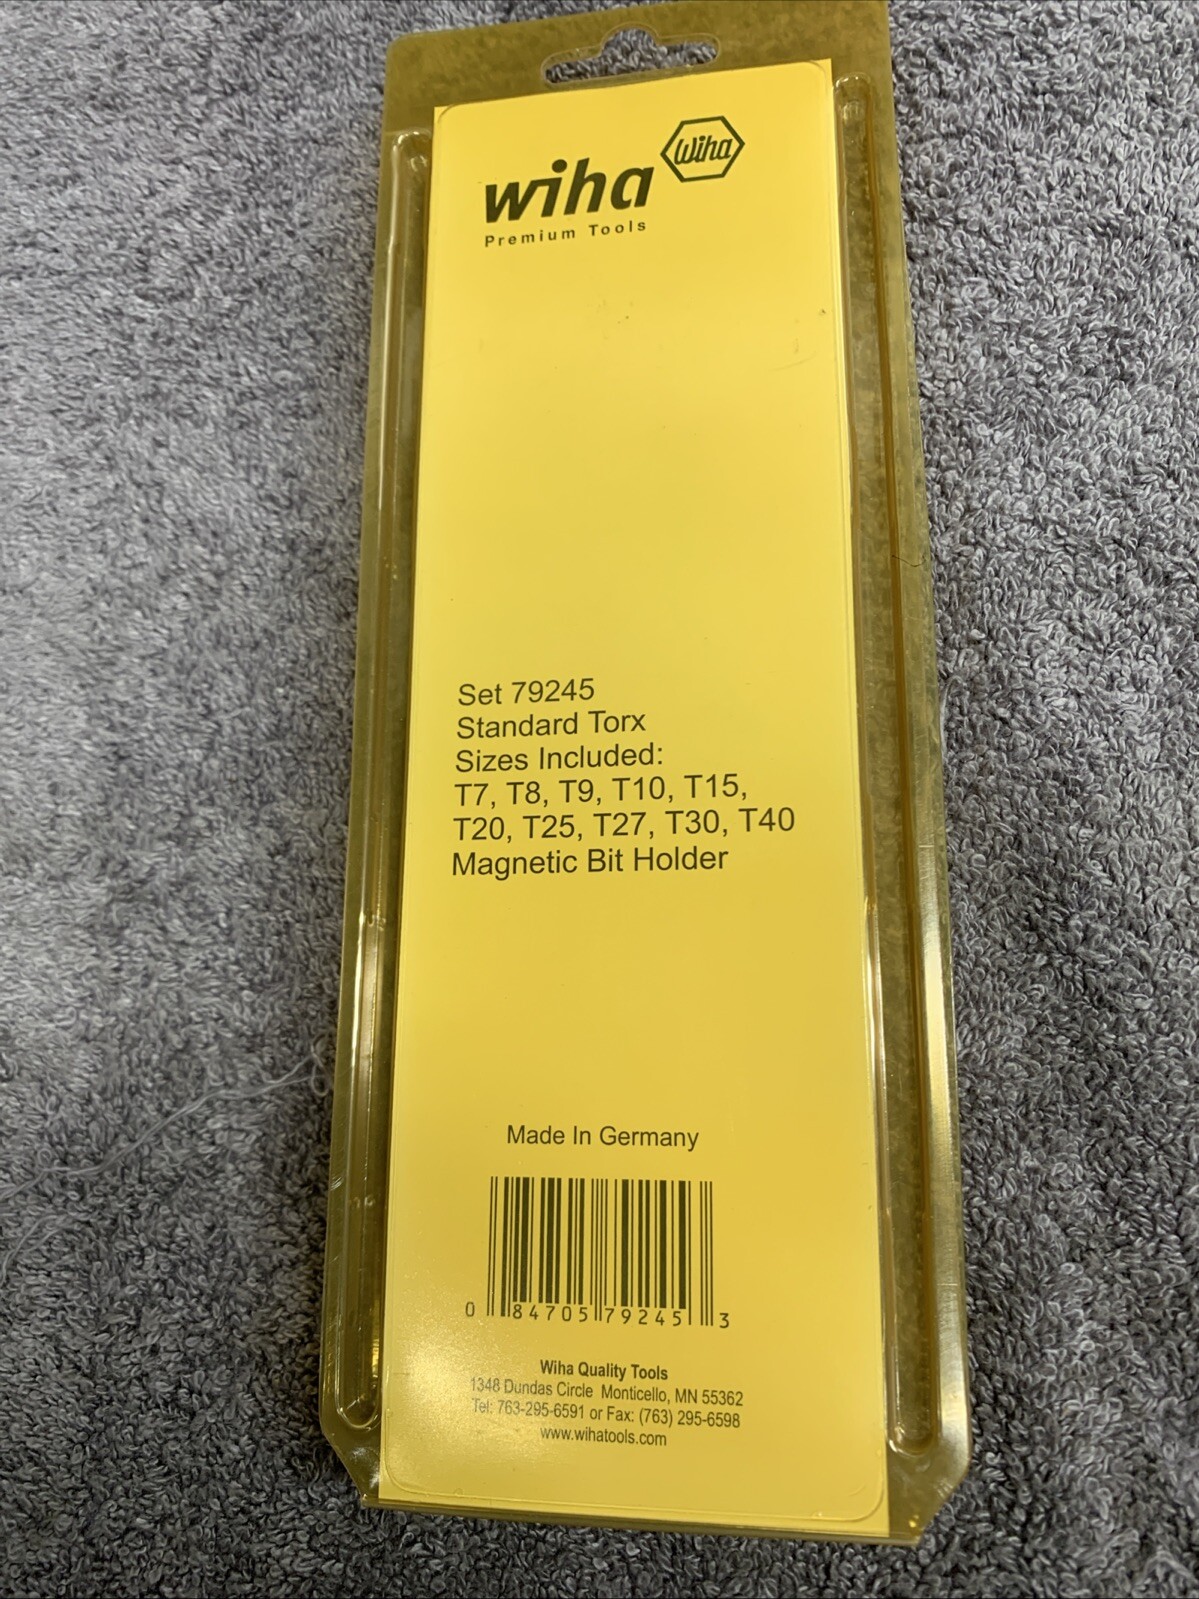 wiha
Wiha
Premium Tools
Set 79245
Standard Torx
Sizes Included:
T7, T8, T9, T10, T15,
T20, T25, T27, T30, T40
Magnetic Bit Holder
Made In Germany
0 84705 79245 3
Wiha Quality Tools
1348 Dundas Circle Monticello, MN 55362
Tel: 763-295-6591 or Fax: (763) 295-6598
www.wihatools.com